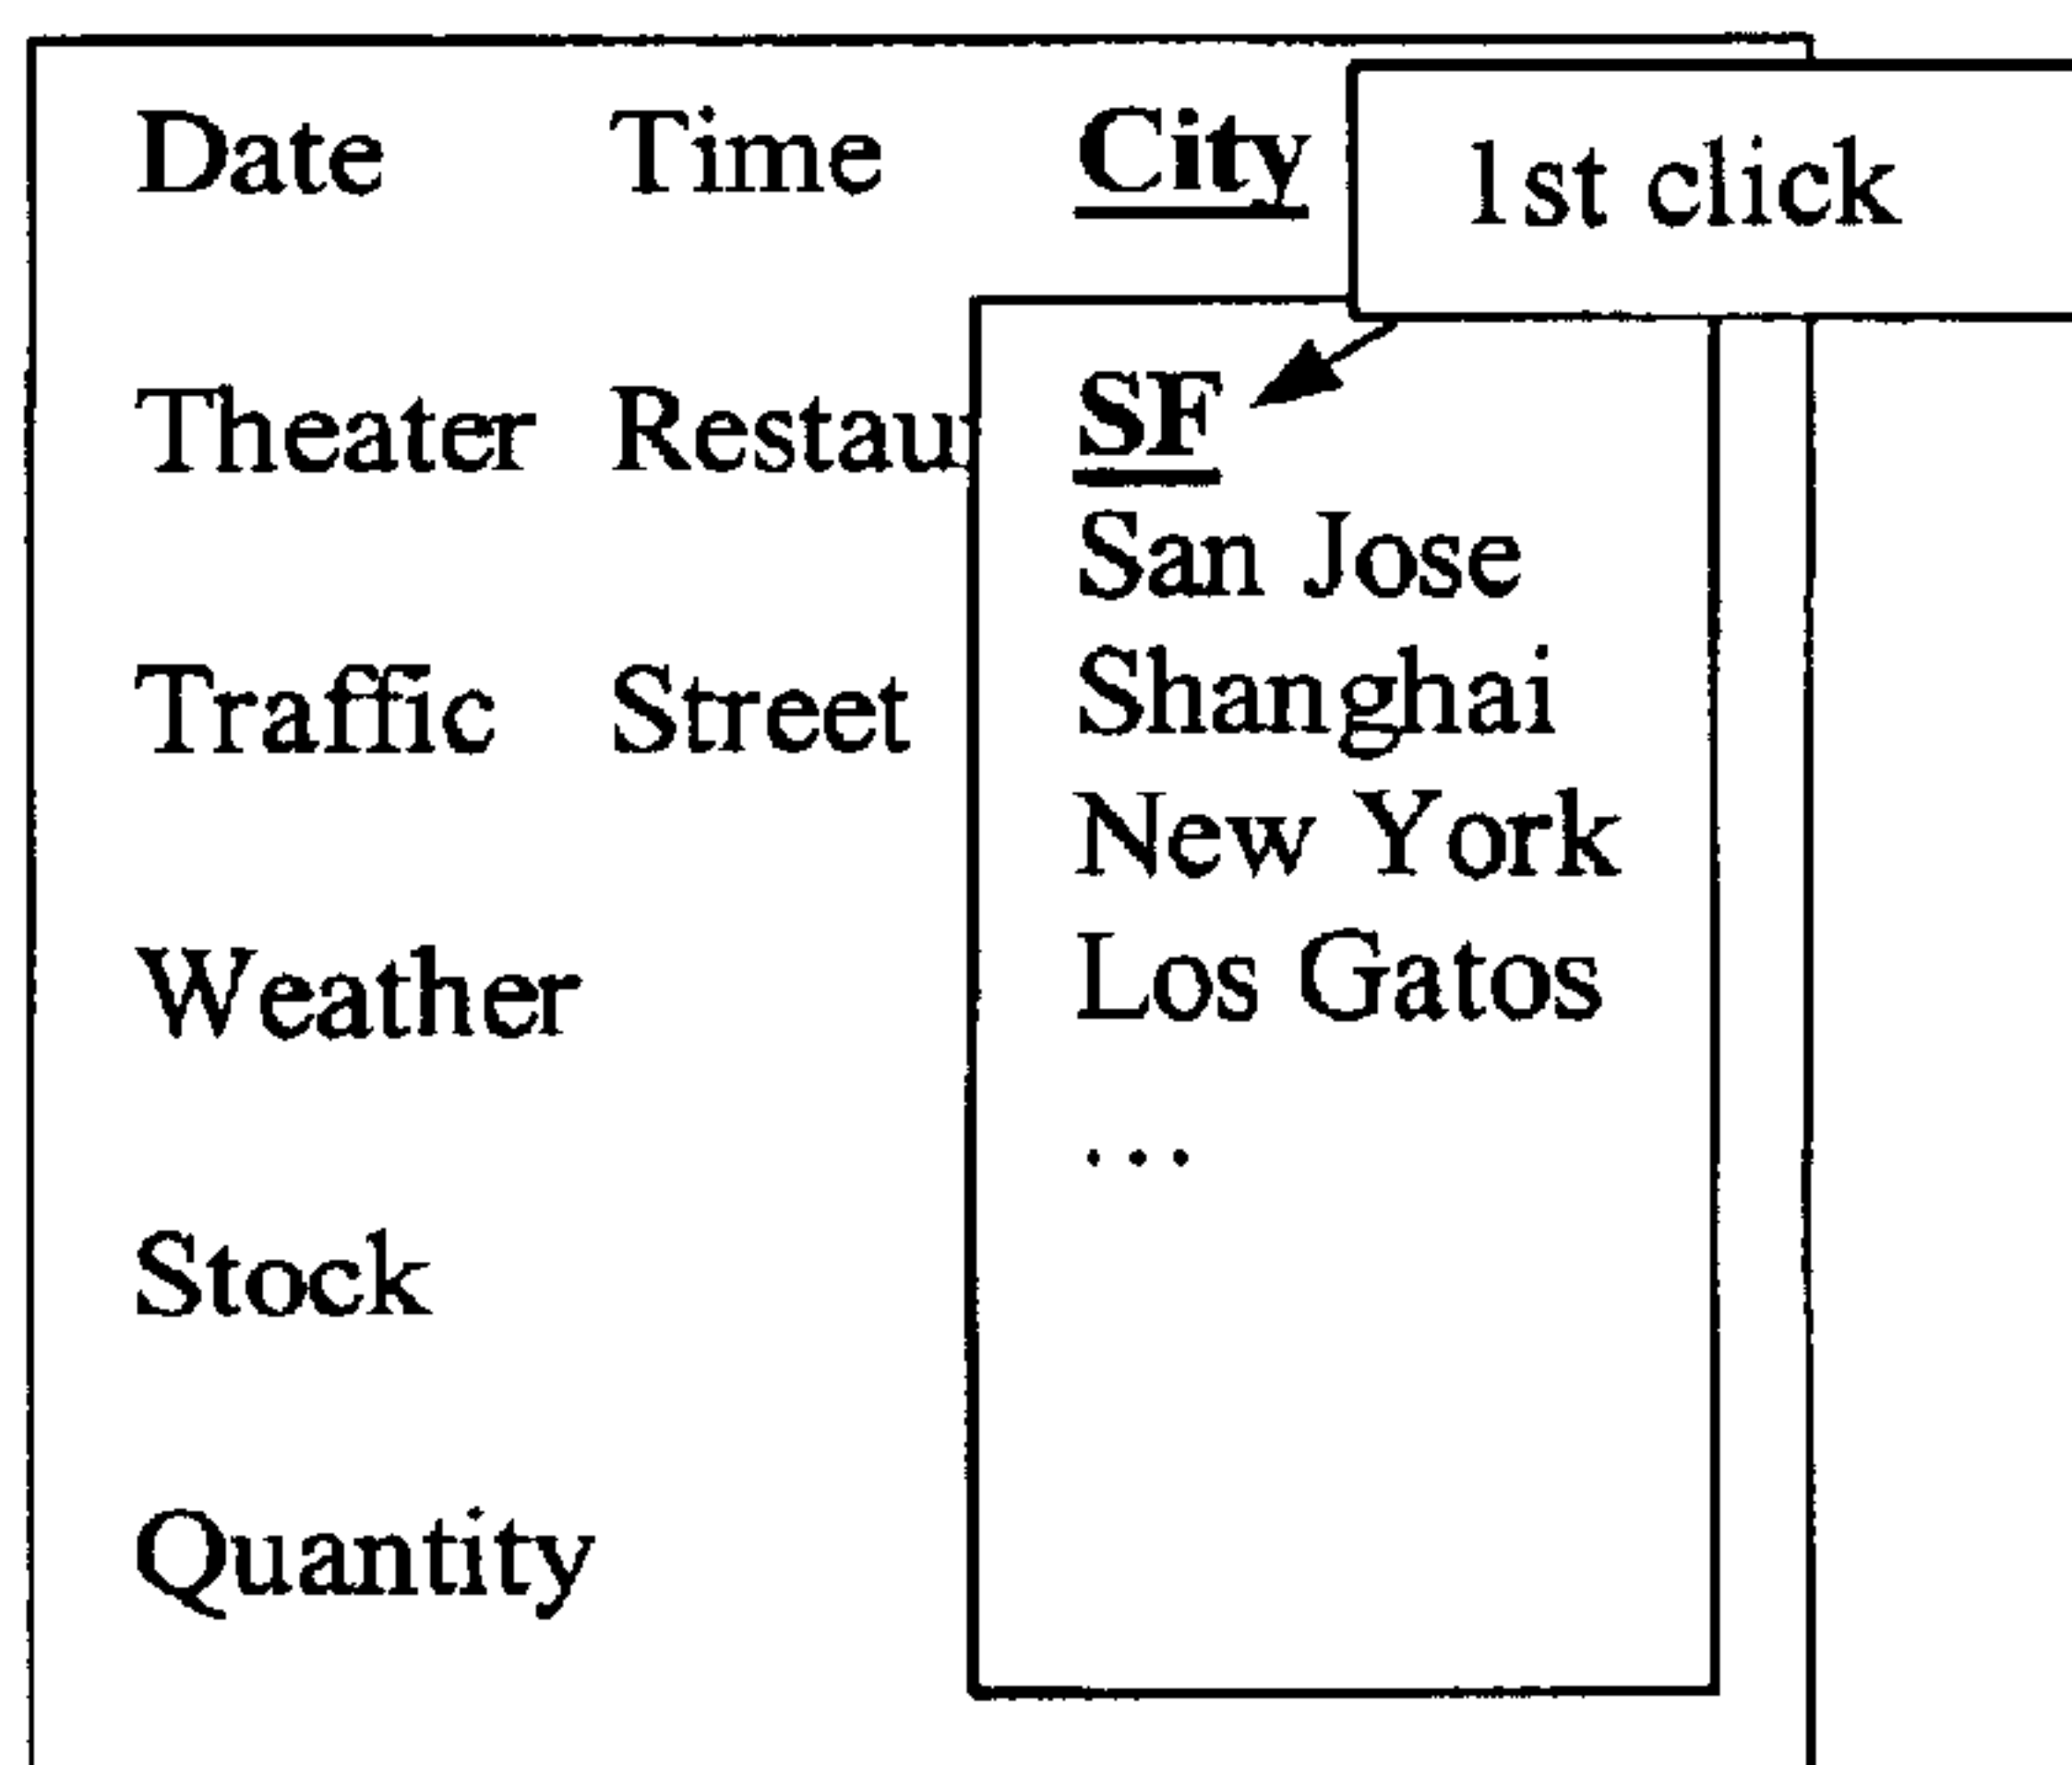 Date Time City
1st click
Theater Restau
SF
San Jose
Shanghai
New York
Los Gatos
...
Traffic Street
Weather
Stock
Quantity